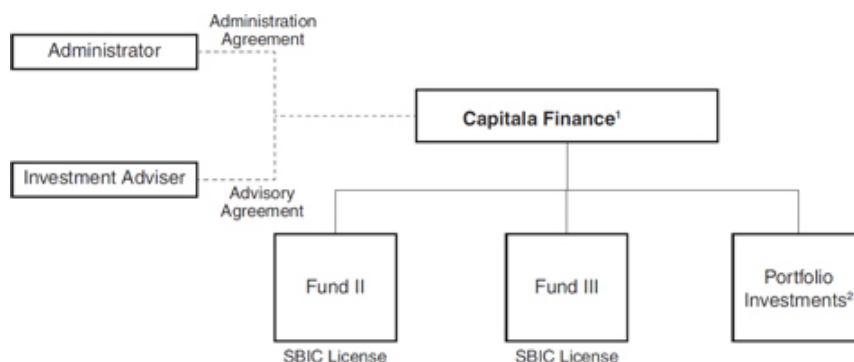 Administration
Agreement
Administrator
Capitala Finance¹
Investment Adviser
Advisory
Agreement
Fund II
Fund III
Portfolio
Investments²
SBIC License
SBIC License